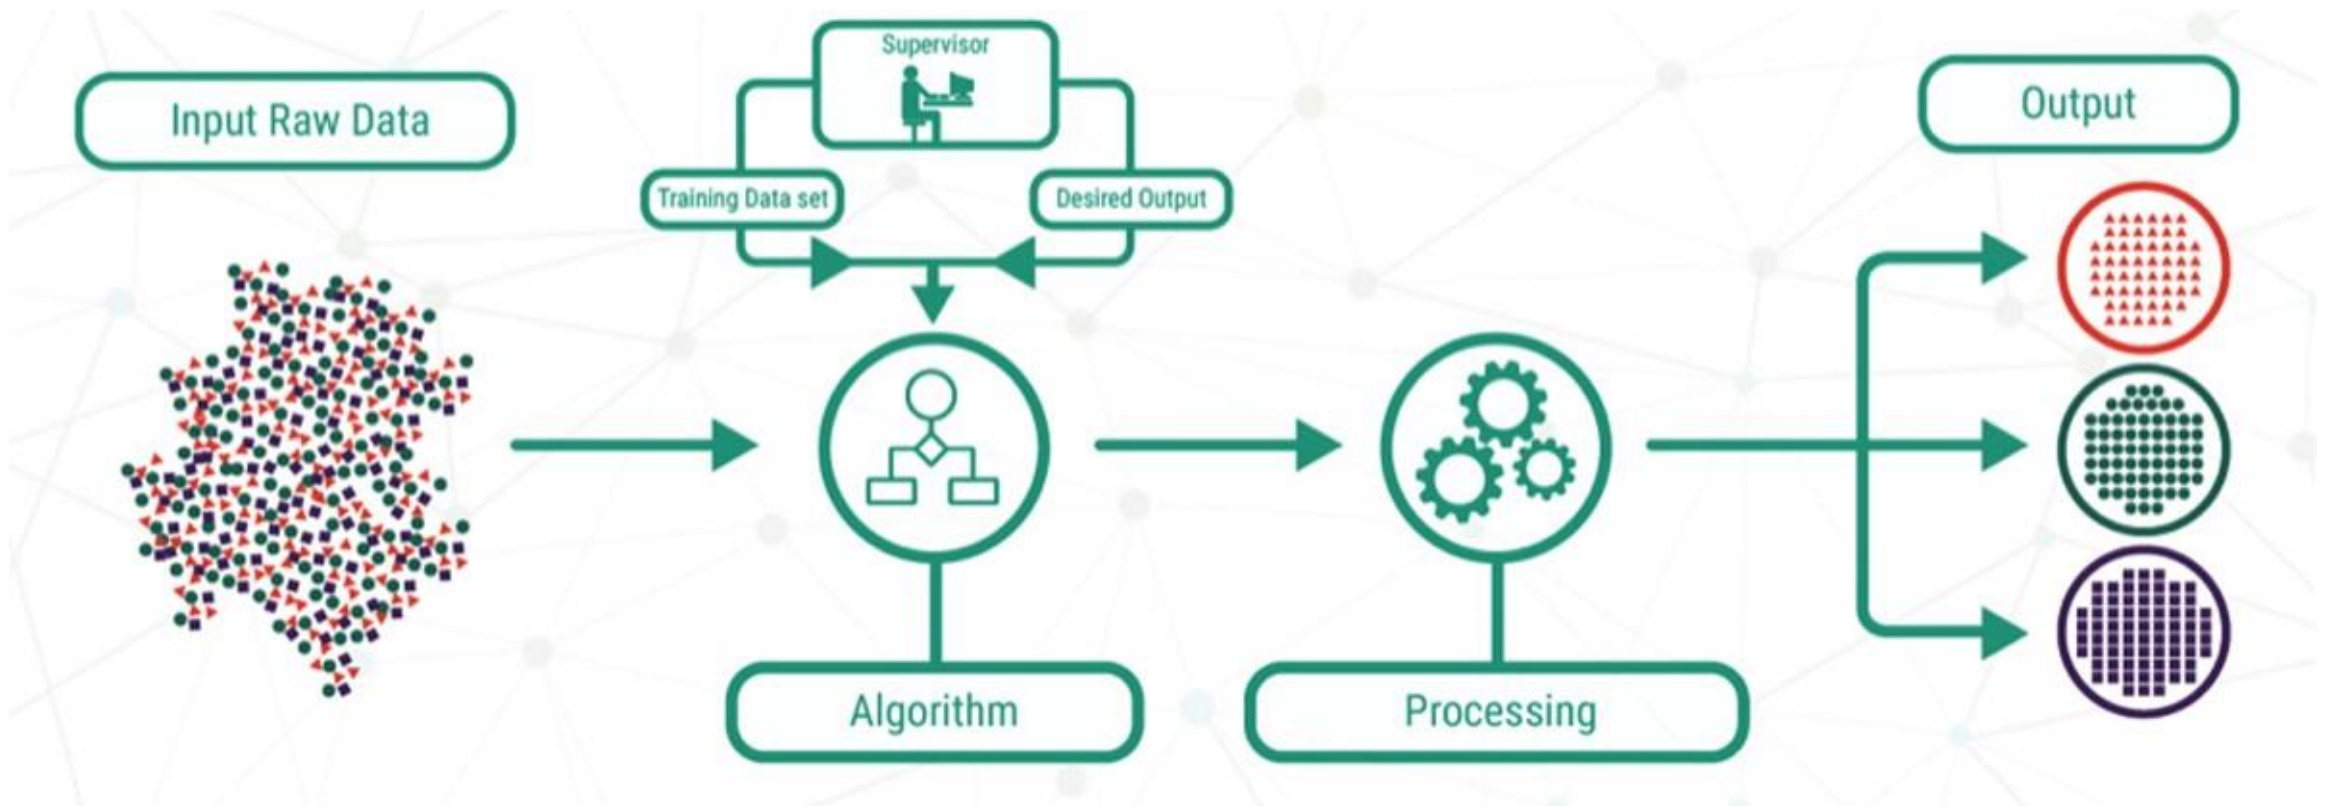 Input Raw Data
Supervisor
Training Data set
Desired Output
Algorithm
Processing
Output